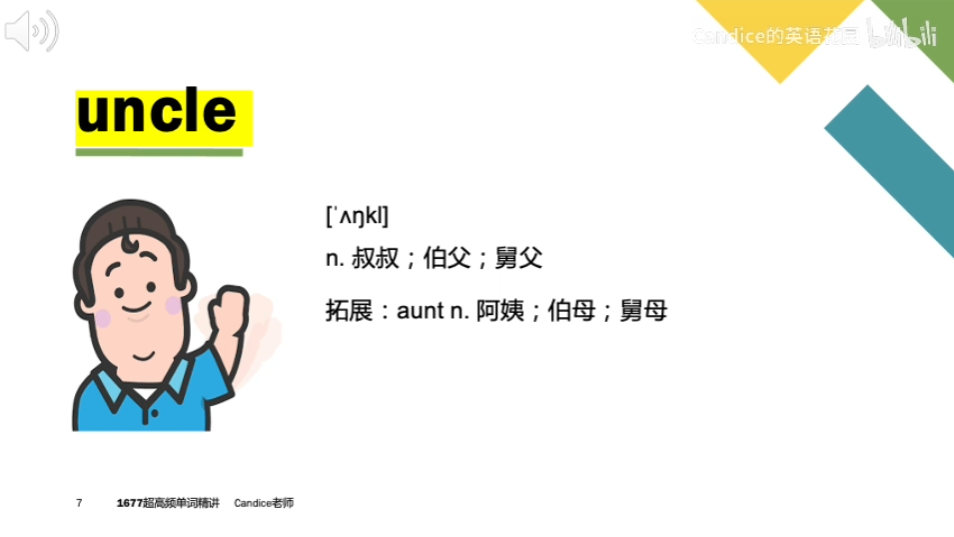 Candice的英语花园 bilibili
uncle
[ˈʌŋkl]
n. 叔叔；伯父；舅父
拓展：aunt n. 阿姨；伯母；舅母
7 1677超高频单词精讲 Candice老师